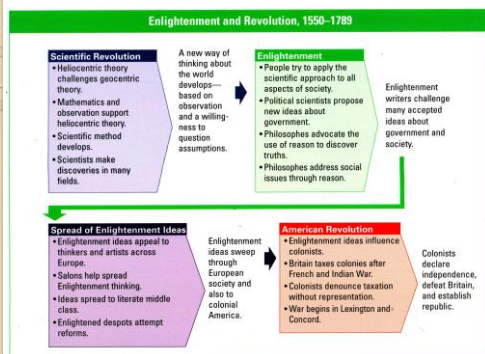 Enlightenment and Revolution, 1550–1789
Scientific Revolution
• Heliocentric theory
challenges geocentric
theory.
• Mathematics and
observation support
heliocentric theory.
• Scientific method
develops.
• Scientists make
discoveries in many
fields.
A new way of
thinking about
the world
develops—
based on
observation
and a willing-
ness to
question
assumptions.
Enlightenment
• People try to apply the
scientific approach to all
aspects of society.
• Political scientists propose
new ideas about
government.
• Philosophes advocate the
use of reason to discover
truths.
• Philosophes address social
issues through reason.
Enlightenment
writers challenge
many accepted
ideas about
government and
society.
Spread of Enlightenment Ideas
• Enlightenment ideas appeal to
thinkers and artists across
Europe.
• Salons help spread
Enlightenment thinking.
• Ideas spread to literate middle
class.
• Enlightened despots attempt
reforms.
Enlightenment
ideas sweep
through
European
society and
also to
colonial
America.
American Revolution
• Enlightenment ideas influence
colonists.
• Britain taxes colonies after
French and Indian War.
• Colonists denounce taxation
without representation.
• War begins in Lexington and
Concord.
Colonists
declare
independence,
defeat Britain,
and establish
republic.